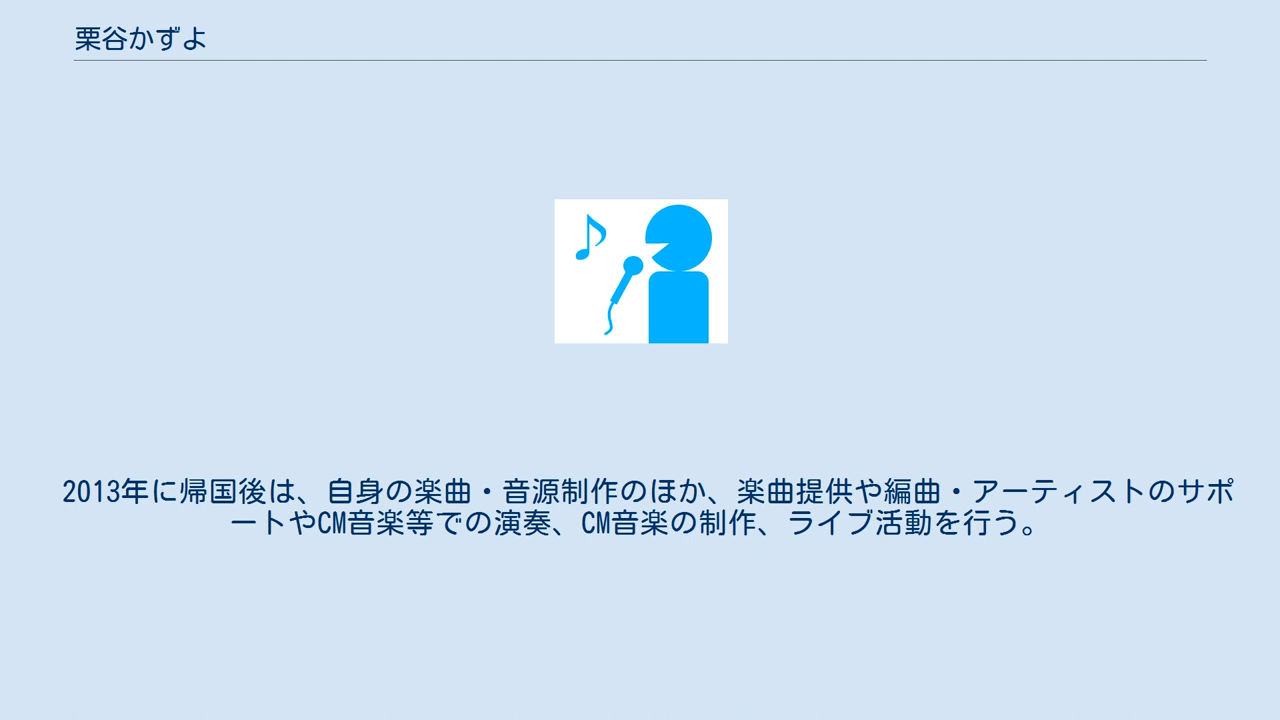 栗谷かずよ
2013年に帰国後は、自身の楽曲・音源制作のほか、楽曲提供や編曲・アーティストのサポ
ートやCM音楽等での演奏、CM音楽の制作、ライブ活動を行う。